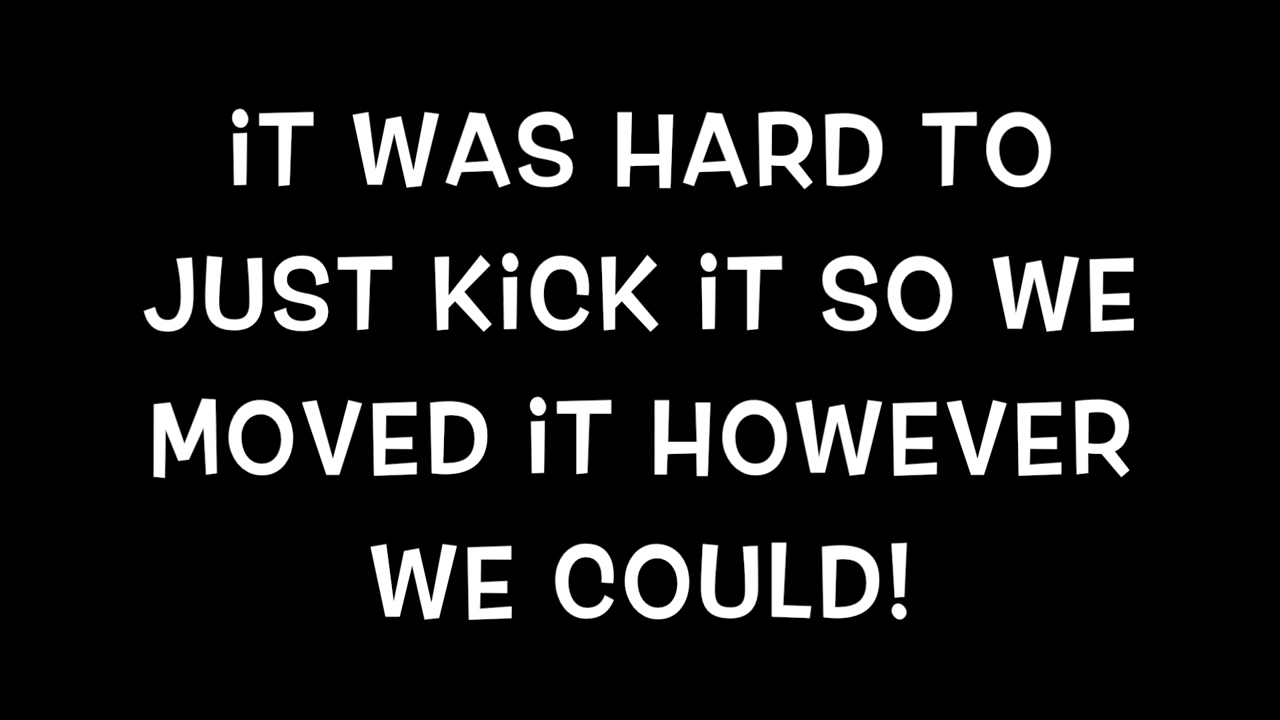 iT WAS HARD TO
JUST KiCK iT SO WE
MOVED iT HOWEVER
WE COULD!